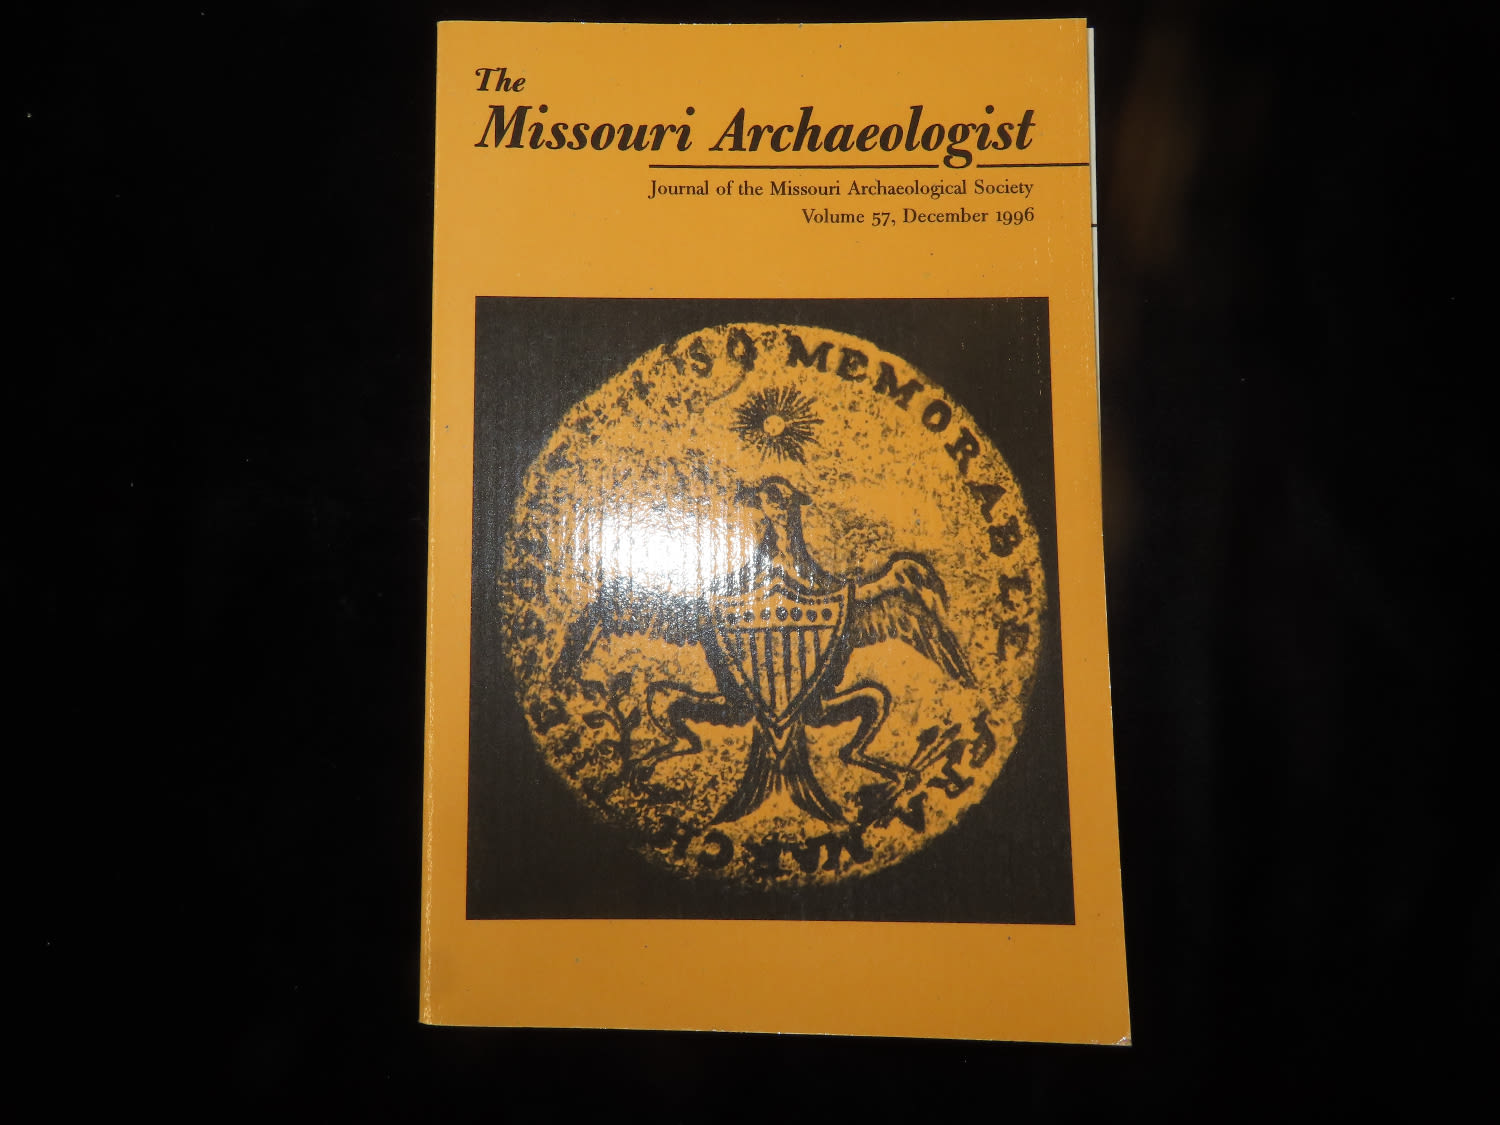 The
Missouri Archaeologist
Journal of the Missouri Archaeological Society
Volume 57, December 1996
MEMORABLE